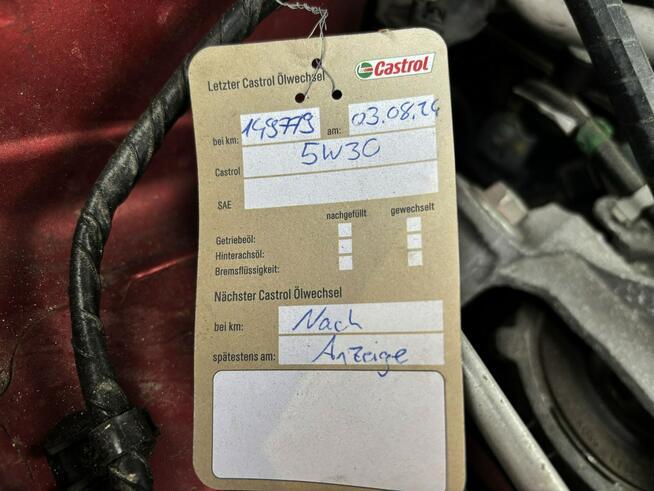 Letzter Castrol Ölwechsel
Castrol
bei km: 149779 am: 03.08.24
Castrol 5W30
SAE
nachgefüllt gewechselt
Getriebeöl:
Hinterachsöl:
Bremsflüssigkeit:
Nächster Castrol Ölwechsel
bei km: Nach
spätestens am: Anzeige